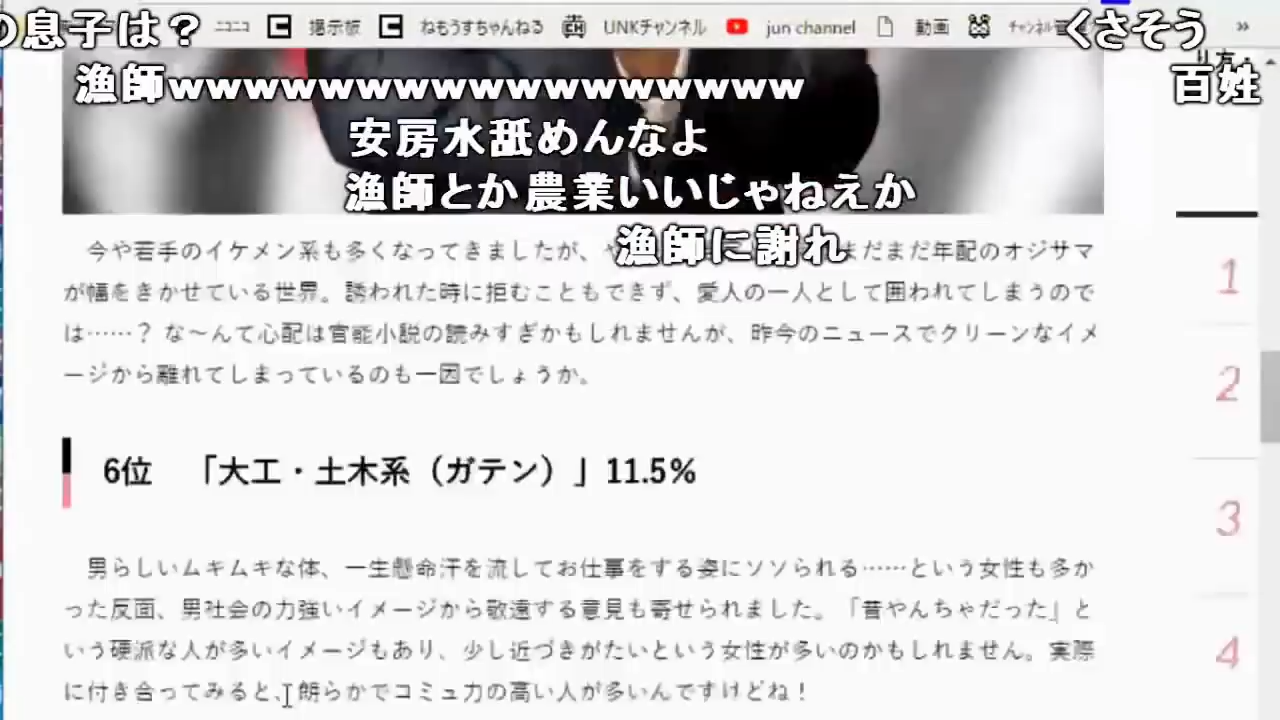 の息子は？
ニコニコ 掲示板 ねもうすちゃんねる UNKチャンネル jun channel 動画 チャンネル管 »
くさそう
漁師wwwwwwwwwwwwwwwwww
百姓
安房水舐めんなよ
漁師とか農業いいじゃねえか
漁師に謝れ
今や若手のイケメン系も多くなってきましたが、や まだまだ年配のオジサマ
が幅をきかせている世界。誘われた時に拒むこともできず、愛人の一人として囲われてしまうので
は……？ な〜んて心配は官能小説の読みすぎかもしれませんが、昨今のニュースでクリーンなイメ
ージから離れてしまっているのも一因でしょうか。
6位 「大工・土木系（ガテン）」11.5%
男らしいムキムキな体、一生懸命汗を流してお仕事をする姿にソソられる……という女性も多か
った反面、男社会の力強いイメージから敬遠する意見も寄せられました。「昔やんちゃだった」と
いう硬派な人が多いイメージもあり、少し近づきがたいという女性が多いのかもしれません。実際
に付き合ってみると、朗らかでコミュ力の高い人が多いんですけどね！
1
2
3
4